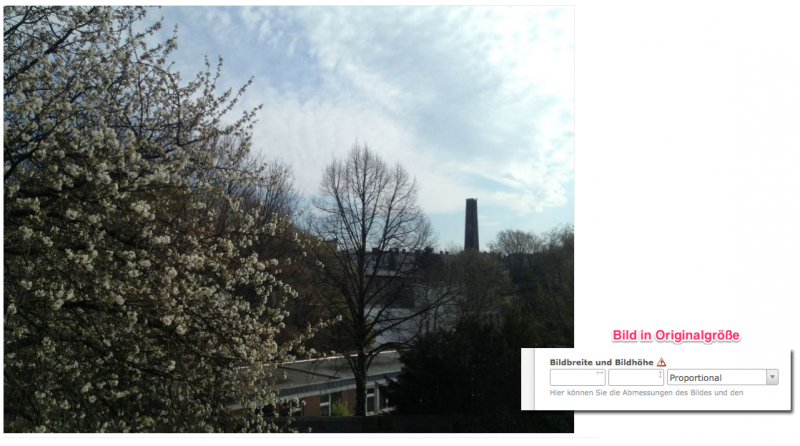 Bild in Originalgröße
Bildbreite und Bildhöhe
Proportional
Hier können Sie die Abmessungen des Bildes und den